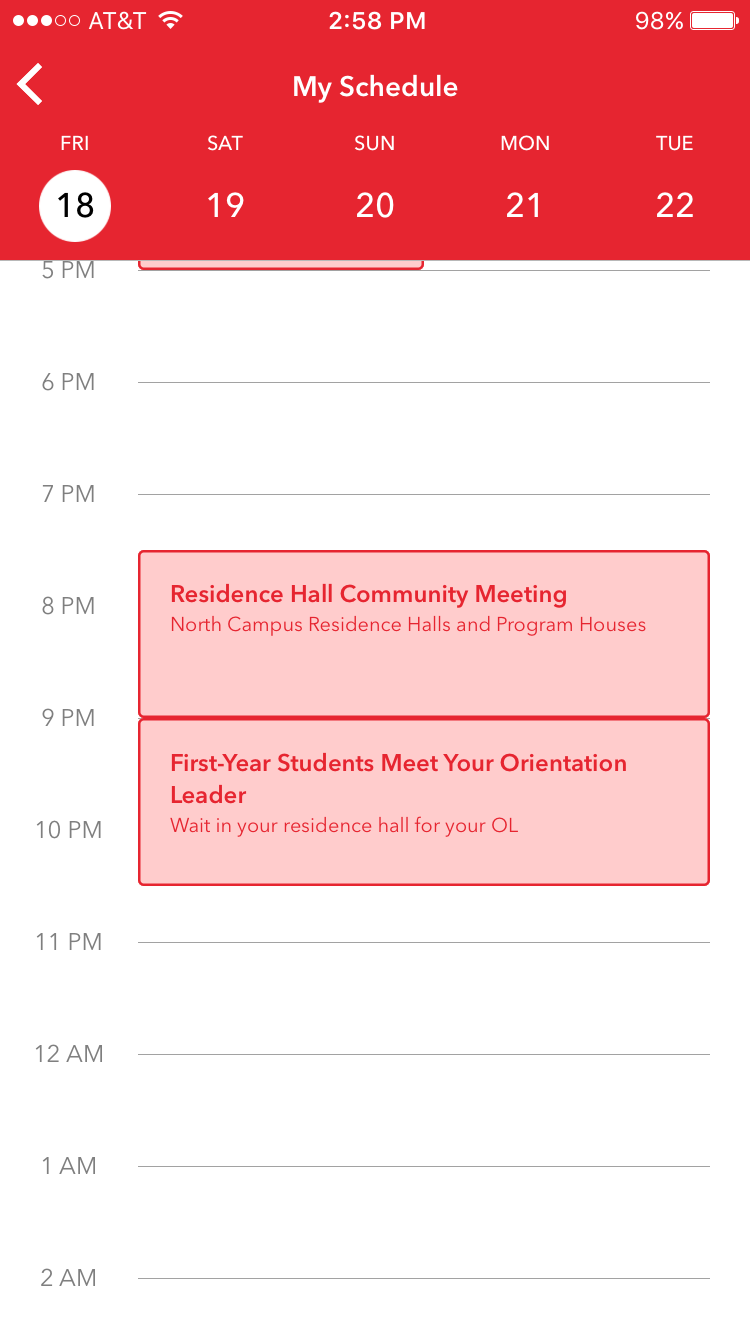 AT&T 2:58 PM 98%
My Schedule
FRI SAT SUN MON TUE
18 19 20 21 22
5 PM
6 PM
7 PM
Residence Hall Community Meeting
8 PM
North Campus Residence Halls and Program Houses
9 PM
First-Year Students Meet Your Orientation
Leader
10 PM
Wait in your residence hall for your OL
11 PM
12 AM
1 AM
2 AM